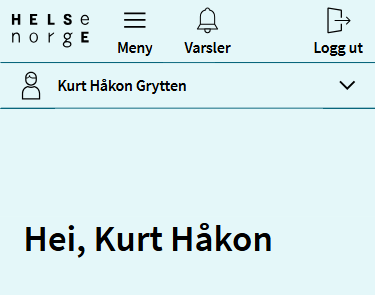 HELSe
norgE
Meny
Varsler
Logg ut
Kurt Håkon Grytten
Hei, Kurt Håkon